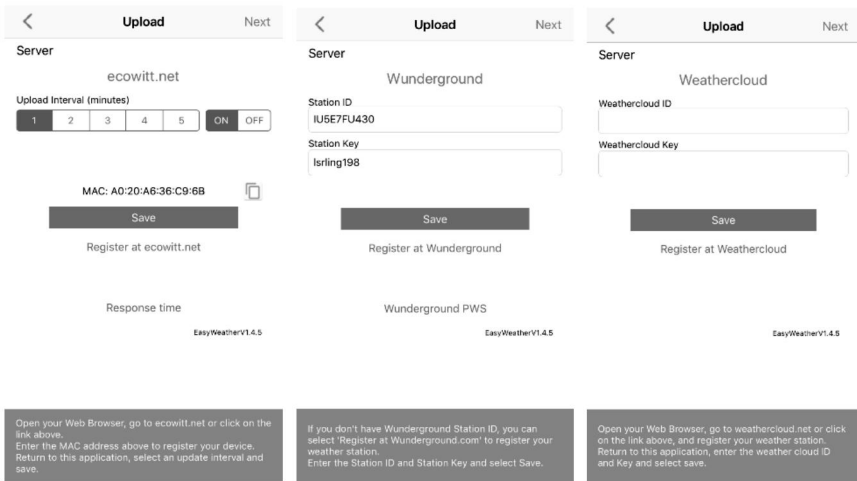 Upload Next
Server
ecowitt.net
Upload Interval (minutes)
1 2 3 4 5 ON OFF
MAC: A0:20:A6:36:C9:6B
Save
Register at ecowitt.net
Response time
EasyWeatherV1.4.5
Open your Web Browser, go to ecowitt.net or click on the
link above.
Enter the MAC address above to register your device.
Return to this application, select an update interval and
save.
Upload Next
Server
Wunderground
Station ID
IU5E7FU430
Station Key
lsrling198
Save
Register at Wunderground
Wunderground PWS
EasyWeatherV1.4.5
If you don't have Wunderground Station ID, you can
select 'Register at Wunderground.com' to register your
weather station.
Enter the Station ID and Station Key and select Save.
Upload Next
Server
Weathercloud
Weathercloud ID
Weathercloud Key
Save
Register at Weathercloud
EasyWeatherV1.4.5
Open your Web Browser, go to weathercloud.net or click
on the link above, and register your weather station.
Return to this application, enter the weather cloud ID
and Key and select save.